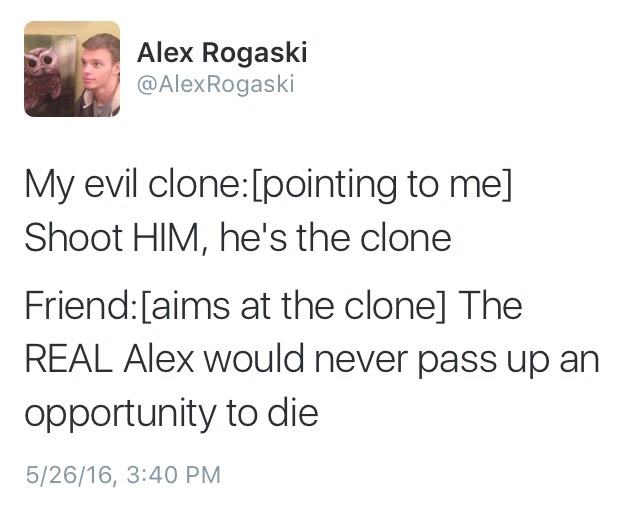 Alex Rogaski
@AlexRogaski
My evil clone:[pointing to me]
Shoot HIM, he's the clone
Friend:[aims at the clone] The
REAL Alex would never pass up an
opportunity to die
5/26/16, 3:40 PM